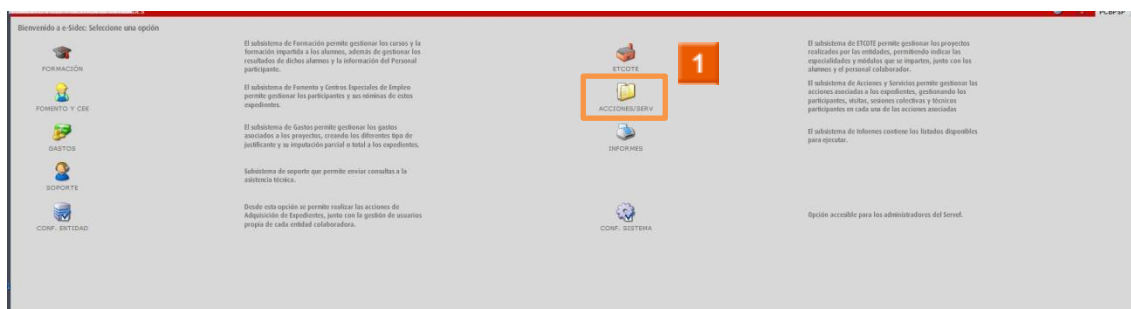 PCBPSP
Bienvenido a e-Sidec: Seleccione una opción
FORMACIÓN
El subsistema de Formación permite gestionar los cursos y la
formación impartida a los alumnos, además de gestionar los
resultados de dichos alumnos y la información del Personal
participante.
ETCOTE
1
El subsistema de ETCOTE permite gestionar los proyectos
realizados por las entidades, permitiendo indicar las
especialidades y módulos que se imparten, junto con los
alumnos y el personal colaborador.
FOMENTO Y CEE
El subsistema de Fomento y Centros Especiales de Empleo
permite gestionar los participantes y sus nóminas de estos
expedientes.
ACCIONES/SERV
El subsistema de Acciones y Servicios permite gestionar las
acciones asociadas a los expedientes, gestionando los
participantes, visitas, sesiones colectivas y técnicos
participantes en cada una de las acciones asociadas
GASTOS
El subsistema de Gastos permite gestionar los gastos
asociados a los proyectos, creando los diferentes tipo de
justificante y su imputación parcial o total a los expedientes.
INFORMES
El subsistema de Informes contiene los listados disponibles
para ejecutar.
SOPORTE
Subsistema de soporte que permite enviar consultas a la
asistencia técnica.
CONF. ENTIDAD
Desde esta opción se permite realizar las acciones de
Adquisición de Expedientes, junto con la gestión de usuarios
propia de cada entidad colaboradora.
CONF. SISTEMA
Opción accesible para los administradores del Servef.